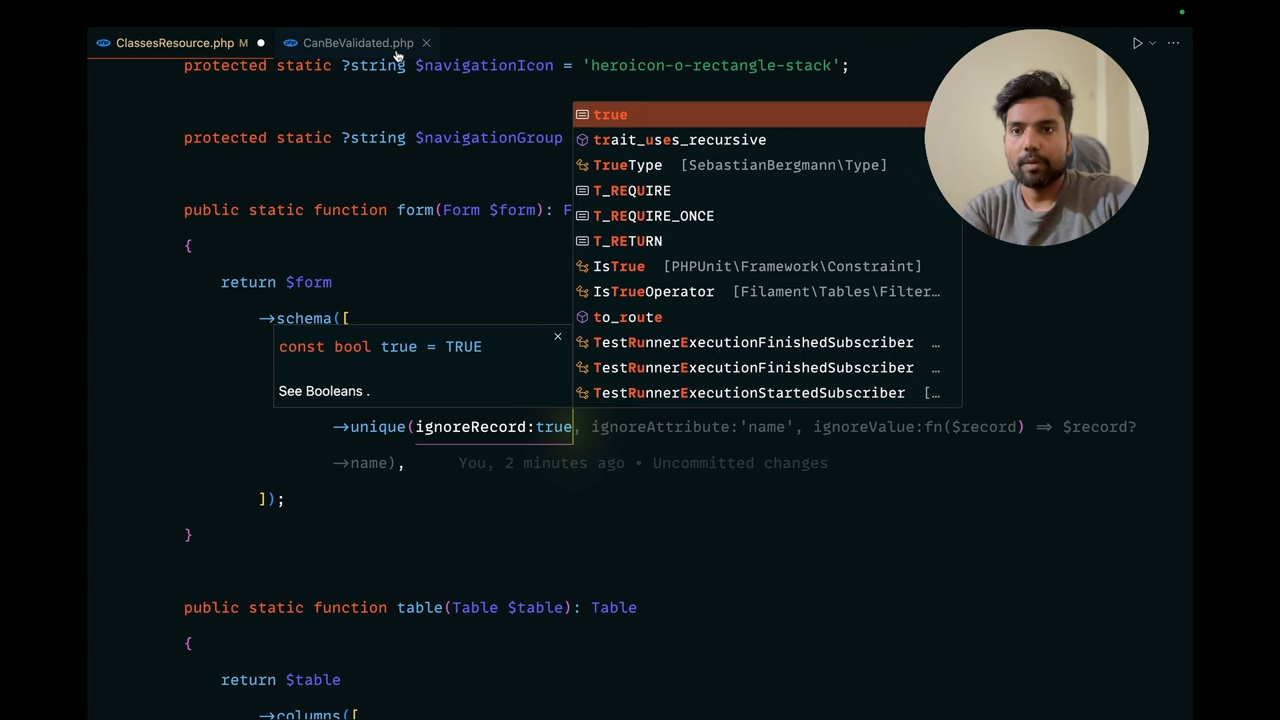 ClassesResource.php M CanBeValidated.php
protected static ?string $navigationIcon = 'heroicon-o-rectangle-stack';
protected static ?string $navigationGroup
public static function form(Form $form): F
{
return $form
->schema([
true
trait_uses_recursive
TrueType [SebastianBergmann\Type]
T_REQUIRE
T_REQUIRE_ONCE
T_RETURN
IsTrue [PHPUnit\Framework\Constraint]
IsTrueOperator [Filament\Tables\Filter…
to_route
TestRunnerExecutionFinishedSubscriber …
TestRunnerExecutionFinishedSubscriber …
TestRunnerExecutionStartedSubscriber […
const bool true = TRUE
See Booleans .
->unique(ignoreRecord:true, ignoreAttribute:'name', ignoreValue:fn($record) => $record?
->name), You, 2 minutes ago • Uncommitted changes
]);
}
public static function table(Table $table): Table
{
return $table
->columns([